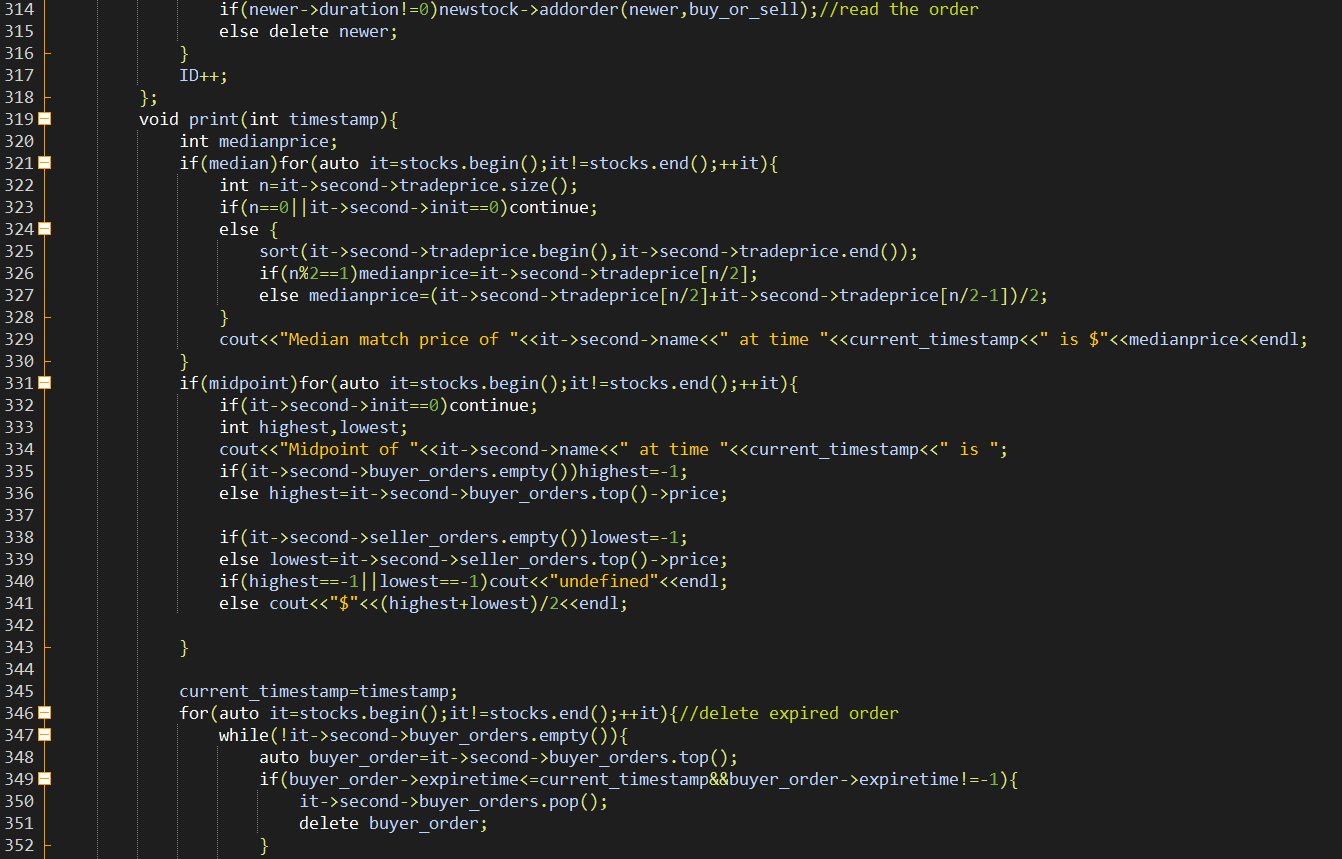 314 if(newer->duration!=0)newstock->addorder(newer,buy_or_sell);//read the order
315 else delete newer;
316 }
317 ID++;
318 };
319 void print(int timestamp){
320 int medianprice;
321 if(median)for(auto it=stocks.begin();it!=stocks.end();++it){
322 int n=it->second->tradeprice.size();
323 if(n==0||it->second->init==0)continue;
324 else {
325 sort(it->second->tradeprice.begin(),it->second->tradeprice.end());
326 if(n%2==1)medianprice=it->second->tradeprice[n/2];
327 else medianprice=(it->second->tradeprice[n/2]+it->second->tradeprice[n/2-1])/2;
328 }
329 cout<<"Median match price of "<<it->second->name<<" at time "<<current_timestamp<<" is $"<<medianprice<<endl;
330 }
331 if(midpoint)for(auto it=stocks.begin();it!=stocks.end();++it){
332 if(it->second->init==0)continue;
333 int highest,lowest;
334 cout<<"Midpoint of "<<it->second->name<<" at time "<<current_timestamp<<" is ";
335 if(it->second->buyer_orders.empty())highest=-1;
336 else highest=it->second->buyer_orders.top()->price;
337
338 if(it->second->seller_orders.empty())lowest=-1;
339 else lowest=it->second->seller_orders.top()->price;
340 if(highest==-1||lowest==-1)cout<<"undefined"<<endl;
341 else cout<<"$"<<(highest+lowest)/2<<endl;
342
343 }
344
345 current_timestamp=timestamp;
346 for(auto it=stocks.begin();it!=stocks.end();++it){//delete expired order
347 while(!it->second->buyer_orders.empty()){
348 auto buyer_order=it->second->buyer_orders.top();
349 if(buyer_order->expiretime<=current_timestamp&&buyer_order->expiretime!=-1){
350 it->second->buyer_orders.pop();
351 delete buyer_order;
352 }